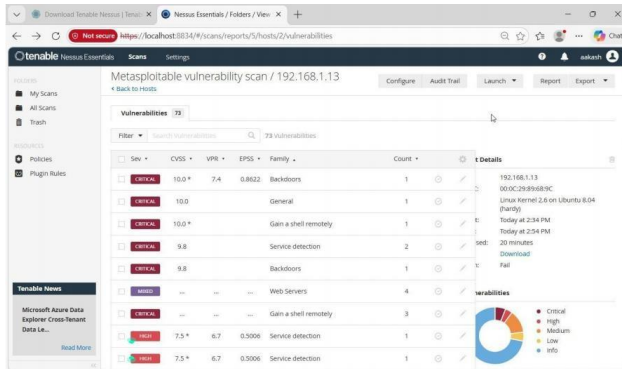 Download Tenable Nessus | Tenab
Nessus Essentials / Folders / View
Not secure https://localhost:8834/#/scans/reports/5/hosts/2/vulnerabilities
Chat
tenable Nessus Essentials Scans Settings aakash
FOLDERS
My Scans
All Scans
Trash
RESOURCES
Policies
Plugin Rules
Tenable News
Microsoft Azure Data
Explorer Cross-Tenant
Data Le...
Read More
Metasploitable vulnerability scan / 192.168.1.13
Back to Hosts
Configure Audit Trail Launch Report Export
Vulnerabilities 73
Filter Search Vulnerabilities 73 vulnerabilities
Sev CVSS VPR EPSS Family Count
CRITICAL 10.0 * 7.4 0.8622 Backdoors 1
CRITICAL 10.0 General 1
CRITICAL 10.0 * Gain a shell remotely 1
CRITICAL 9.8 Service detection 2
CRITICAL 9.8 Backdoors 1
MIXED ... ... ... Web Servers 4
CRITICAL ... ... ... Gain a shell remotely 3
HIGH 7.5 * 6.7 0.5006 Service detection 1
HIGH 7.5 * 6.7 0.5006 Service detection 1
t Details
192.168.1.13
00:0C:29:89:68:9C
Linux Kernel 2.6 on Ubuntu 8.04
(hardy)
Today at 2:34 PM
Today at 2:54 PM
sed: 20 minutes
Download
Fail
nerabilities
Critical
High
Medium
Low
Info